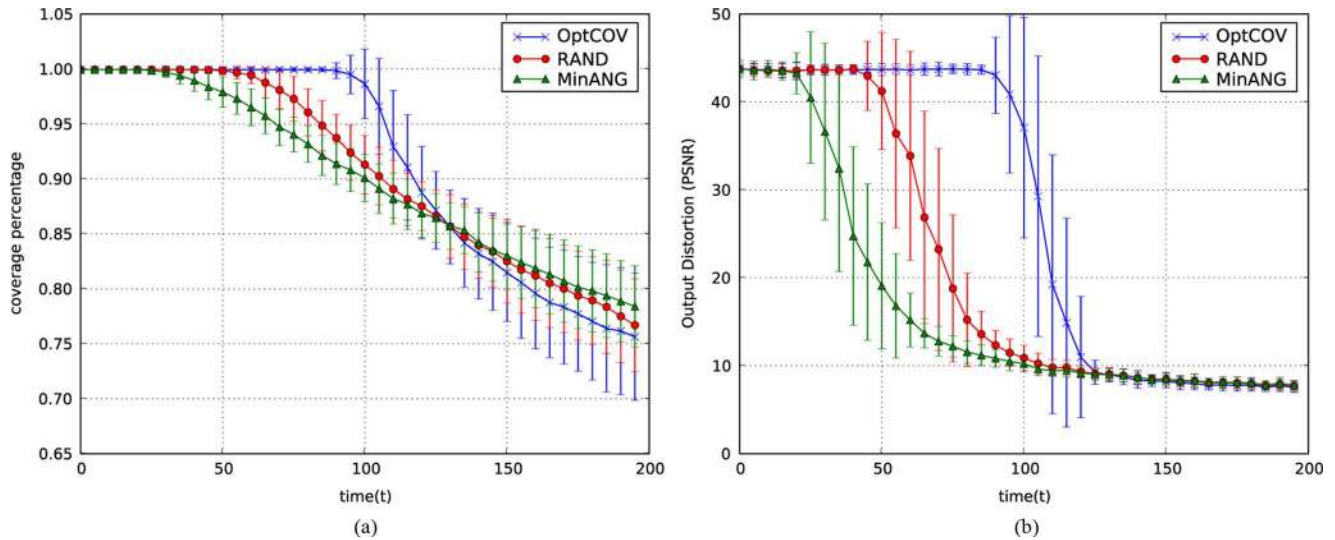 1.05
1.00
0.95
0.90
0.85
0.80
0.75
0.70
0.65
coverage percentage
OptCOV
RAND
MinANG
0 50 100 150 200
time(t)
(a)
50
40
30
20
10
0
Output Distortion (PSNR)
OptCOV
RAND
MinANG
0 50 100 150 200
time(t)
(b)